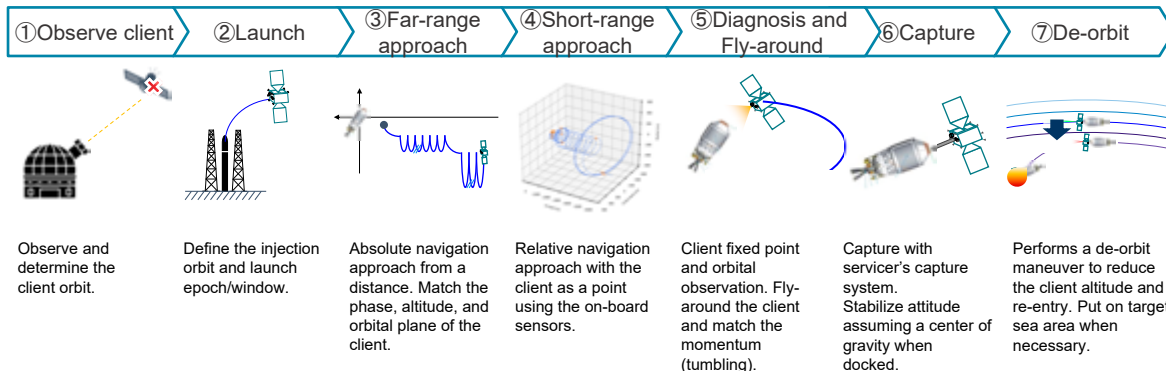 ①Observe client
②Launch
③Far-range
approach
④Short-range
approach
⑤Diagnosis and
Fly-around
⑥Capture
⑦De-orbit
Observe and
determine the
client orbit.
Define the injection
orbit and launch
epoch/window.
Absolute navigation
approach from a
distance. Match the
phase, altitude, and
orbital plane of the
client.
Relative navigation
approach with the
client as a point
using the on-board
sensors.
Client fixed point
and orbital
observation. Fly-
around the client
and match the
momentum
(tumbling).
Capture with
servicer’s capture
system.
Stabilize attitude
assuming a center of
gravity when
docked.
Performs a de-orbit
maneuver to reduce
the client altitude and
re-entry. Put on target
sea area when
necessary.